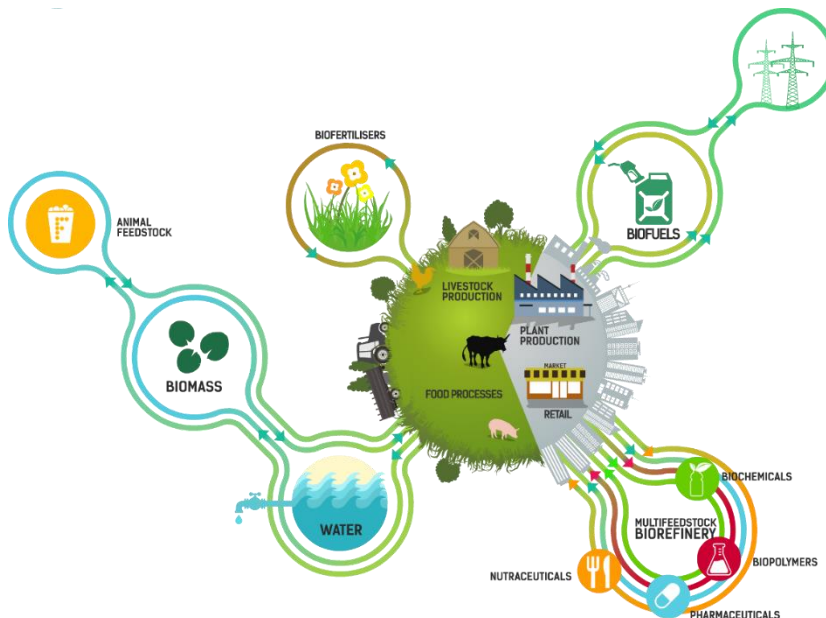 BIOFERTILISERS
ANIMAL
FEEDSTOCK
BIOFUELS
LIVESTOCK
PRODUCTION
PLANT
PRODUCTION
BIOMASS
MARKET
FOOD PROCESSES
RETAIL
WATER
BIOCHEMICALS
MULTIFEEDSTOCK
BIOREFINERY
BIOPOLYMERS
NUTRACEUTICALS
PHARMACEUTICALS